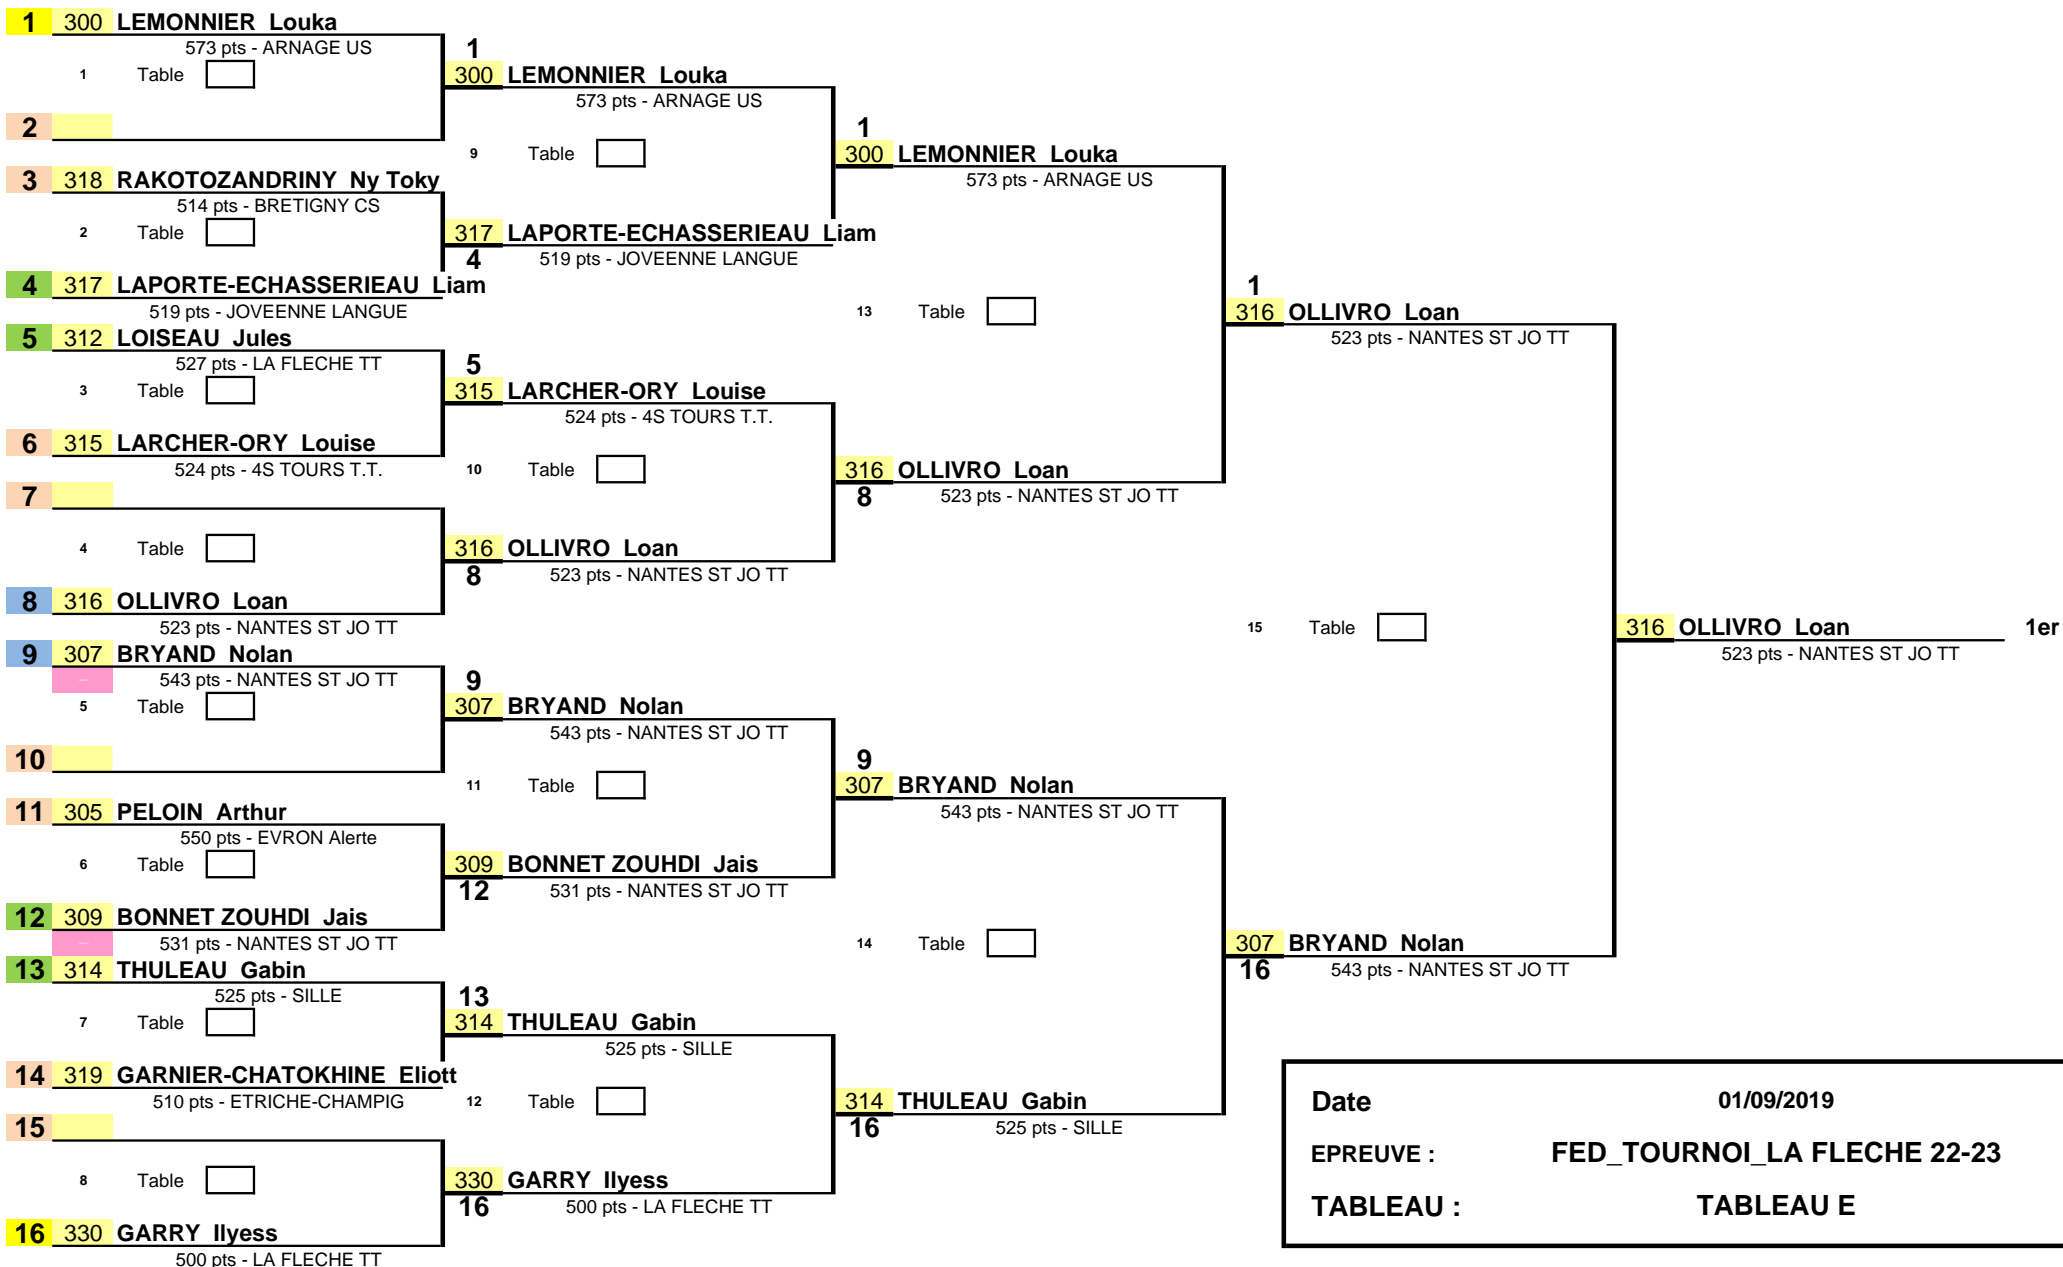 1 300 LEMONNIER Louka
573 pts - ARNAGE US
1 Table
2
3 318 RAKOTOZANDRINY Ny Toky
514 pts - BRETIGNY CS
2 Table
4 317 LAPORTE-ECHASSERIEAU Liam
519 pts - JOVEENNE LANGUE
5 312 LOISEAU Jules
527 pts - LA FLECHE TT
3 Table
6 315 LARCHER-ORY Louise
524 pts - 4S TOURS T.T.
7
4 Table
8 316 OLLIVRO Loan
523 pts - NANTES ST JO TT
9 307 BRYAND Nolan
543 pts - NANTES ST JO TT
5 Table
10
11 305 PELOIN Arthur
550 pts - EVRON Alerte
6 Table
12 309 BONNET ZOUHDI Jais
531 pts - NANTES ST JO TT
13 314 THULEAU Gabin
525 pts - SILLE
7 Table
14 319 GARNIER-CHATOKHINE Eliott
510 pts - ETRICHE-CHAMPIG
15
8 Table
16 330 GARRY Ilyess
500 pts - LA FLECHE TT
1
300 LEMONNIER Louka
573 pts - ARNAGE US
9 Table
317 LAPORTE-ECHASSERIEAU Liam
4 519 pts - JOVEENNE LANGUE
5
315 LARCHER-ORY Louise
524 pts - 4S TOURS T.T.
10 Table
316 OLLIVRO Loan
8 523 pts - NANTES ST JO TT
9
307 BRYAND Nolan
543 pts - NANTES ST JO TT
11 Table
309 BONNET ZOUHDI Jais
12 531 pts - NANTES ST JO TT
13
314 THULEAU Gabin
525 pts - SILLE
12 Table
330 GARRY Ilyess
16 500 pts - LA FLECHE TT
1
300 LEMONNIER Louka
573 pts - ARNAGE US
13 Table
316 OLLIVRO Loan
8 523 pts - NANTES ST JO TT
9
307 BRYAND Nolan
543 pts - NANTES ST JO TT
14 Table
314 THULEAU Gabin
16 525 pts - SILLE
1
316 OLLIVRO Loan
523 pts - NANTES ST JO TT
15 Table
307 BRYAND Nolan
16 543 pts - NANTES ST JO TT
316 OLLIVRO Loan 1er
523 pts - NANTES ST JO TT
Date 01/09/2019
EPREUVE : FED_TOURNOI_LA FLECHE 22-23
TABLEAU : TABLEAU E